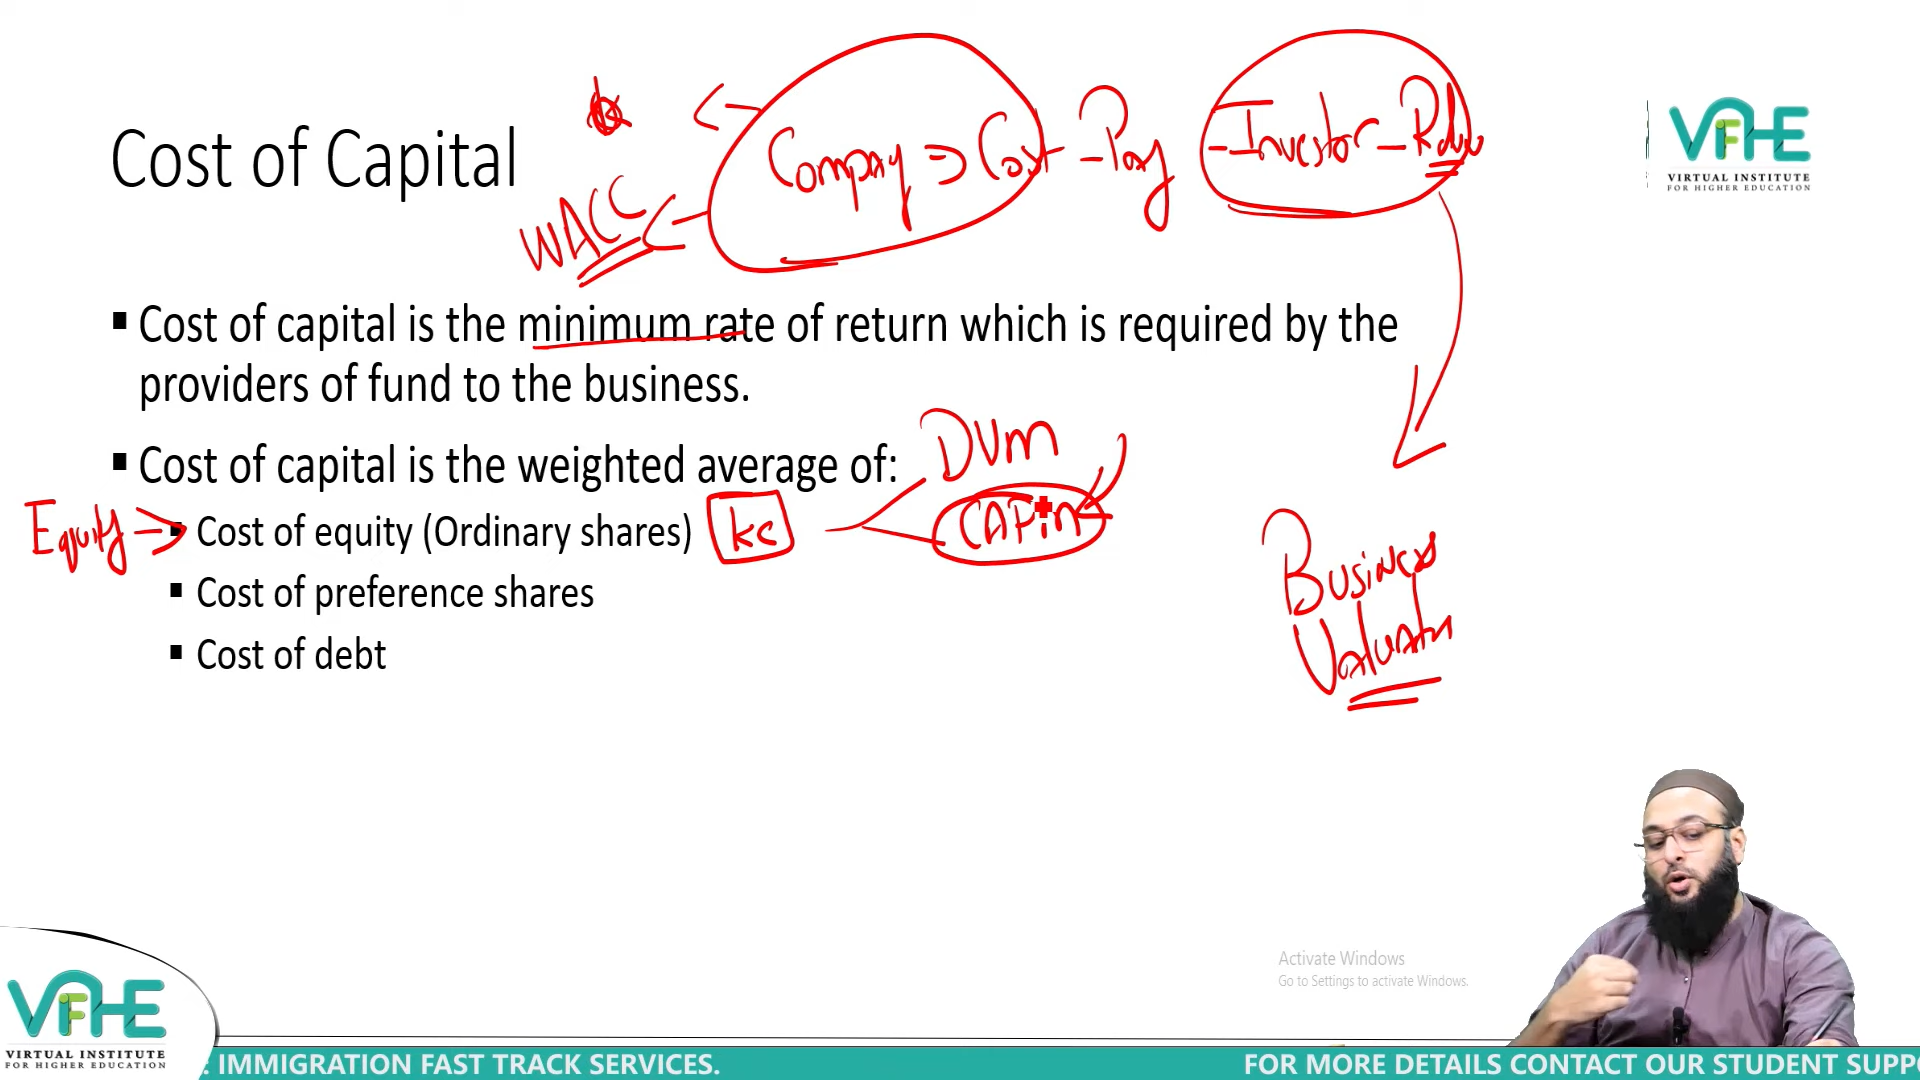 Company => Cost - Pay - Investor -
Cost of Capital
WACC
VIFHE
VIRTUAL INSTITUTE
FOR HIGHER EDUCATION
▪ Cost of capital is the minimum rate of return which is required by the
providers of fund to the business.
DVM
▪ Cost of capital is the weighted average of:
Equity → ▪ Cost of equity (Ordinary shares) ke
CAPM
▪ Cost of preference shares
▪ Cost of debt
Business
Valuation
Activate Windows
Go to Settings to activate Windows.
VIFHE
VIRTUAL INSTITUTE
FOR HIGHER EDUCATION
IMMIGRATION FAST TRACK SERVICES. FOR MORE DETAILS CONTACT OUR STUDENT SUPP